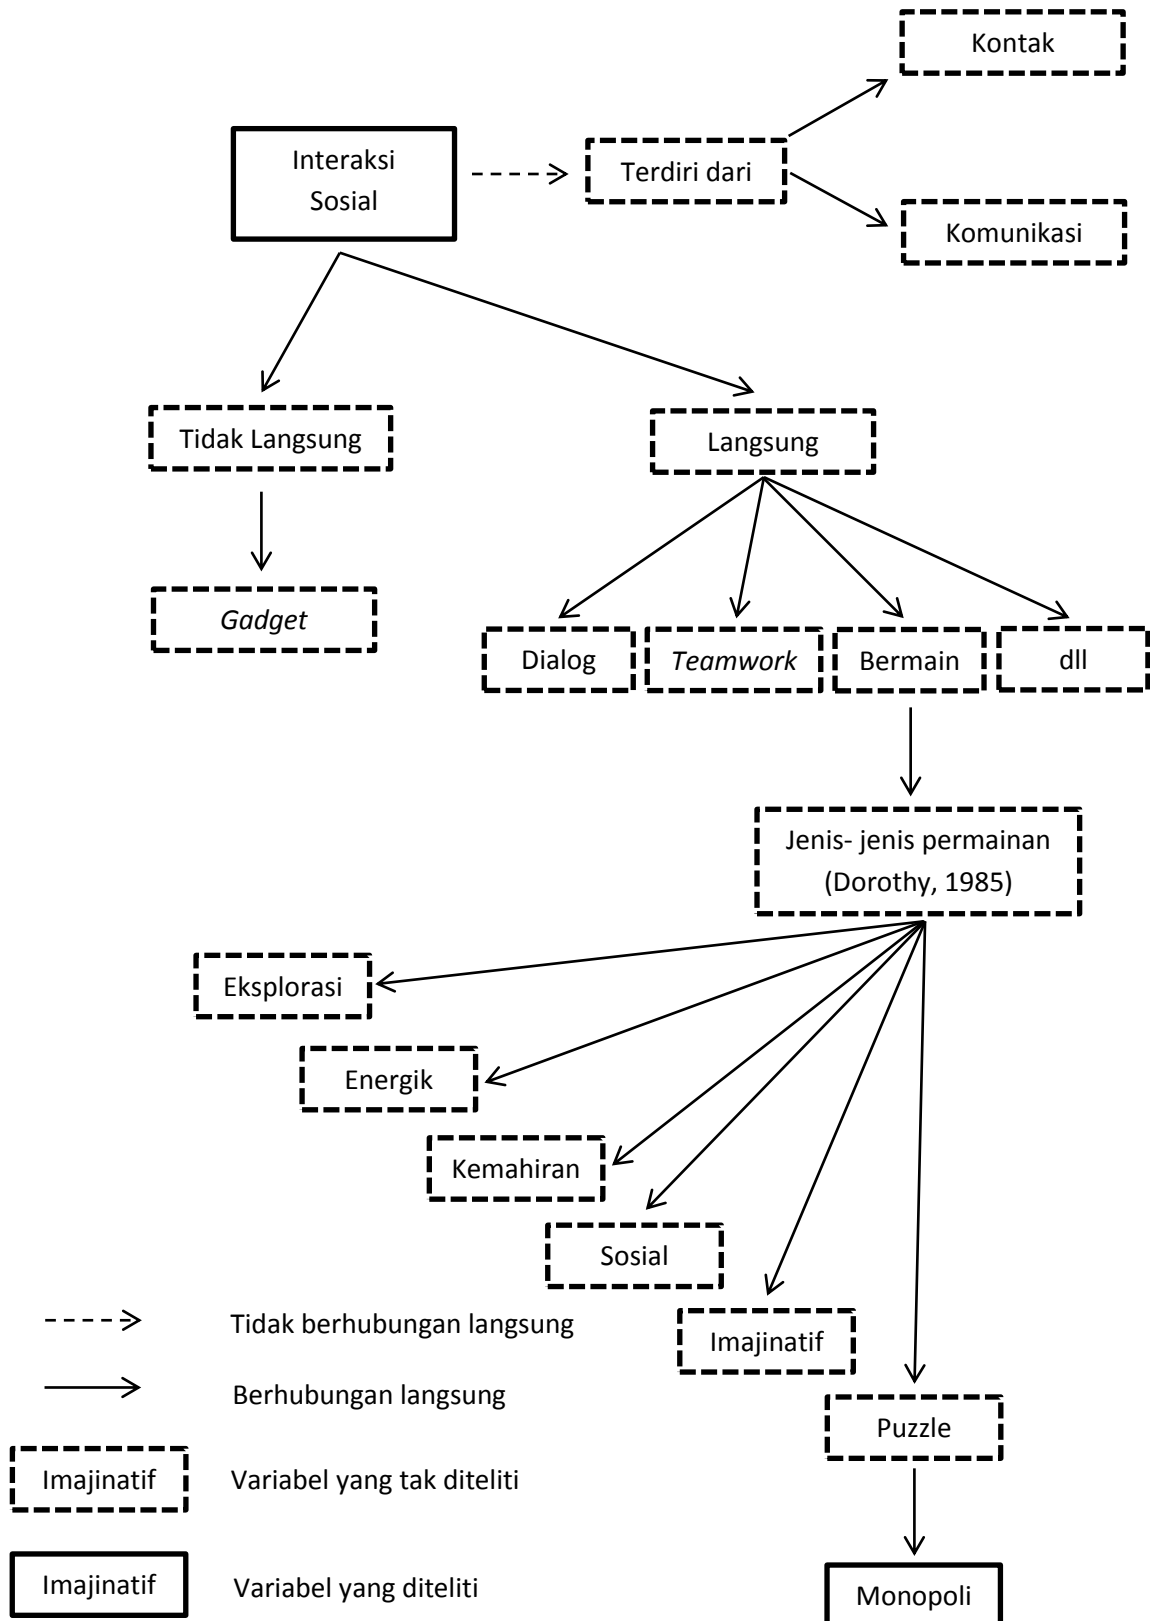 Kontak
Interaksi
Sosial
Terdiri dari
Komunikasi
Tidak Langsung
Langsung
Gadget
Dialog
Teamwork
Bermain
dll
Jenis- jenis permainan
(Dorothy, 1985)
Eksplorasi
Energik
Kemahiran
Sosial
Imajinatif
Puzzle
Monopoli
Tidak berhubungan langsung
Berhubungan langsung
Imajinatif
Variabel yang tak diteliti
Imajinatif
Variabel yang diteliti